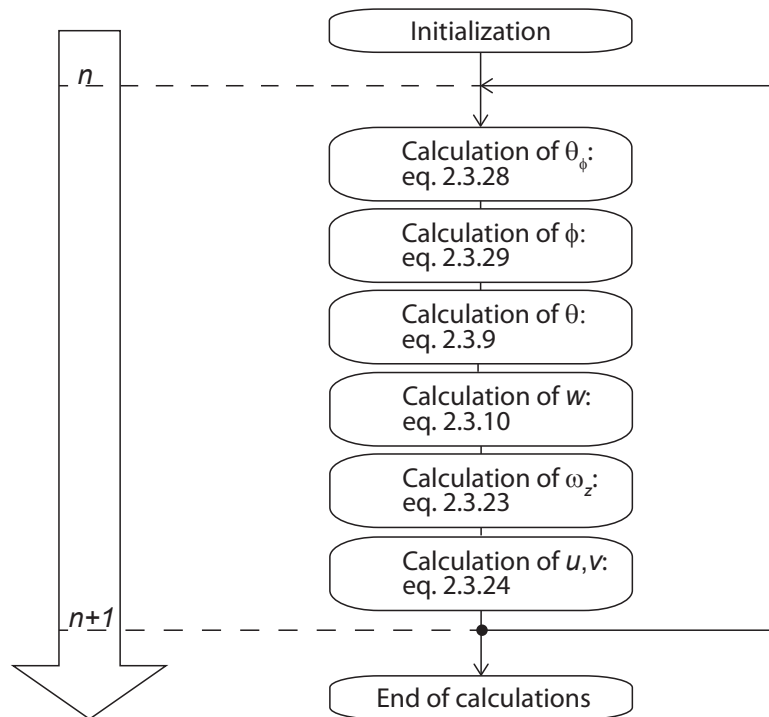 Initialization
n
Calculation of θϕ:
eq. 2.3.28
Calculation of ϕ:
eq. 2.3.29
Calculation of θ:
eq. 2.3.9
Calculation of w:
eq. 2.3.10
Calculation of ωz:
eq. 2.3.23
Calculation of u,v:
eq. 2.3.24
n+1
End of calculations